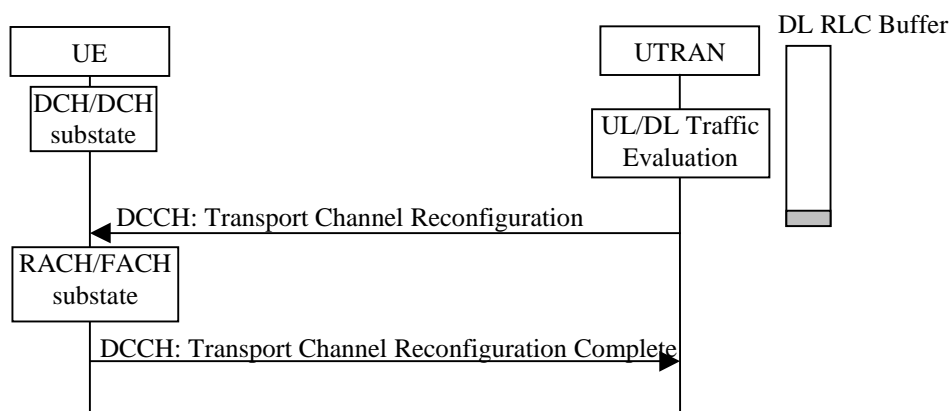 DL RLC Buffer
UE
UTRAN
DCH/DCH
substate
UL/DL Traffic
Evaluation
DCCH: Transport Channel Reconfiguration
RACH/FACH
substate
DCCH: Transport Channel Reconfiguration Complete